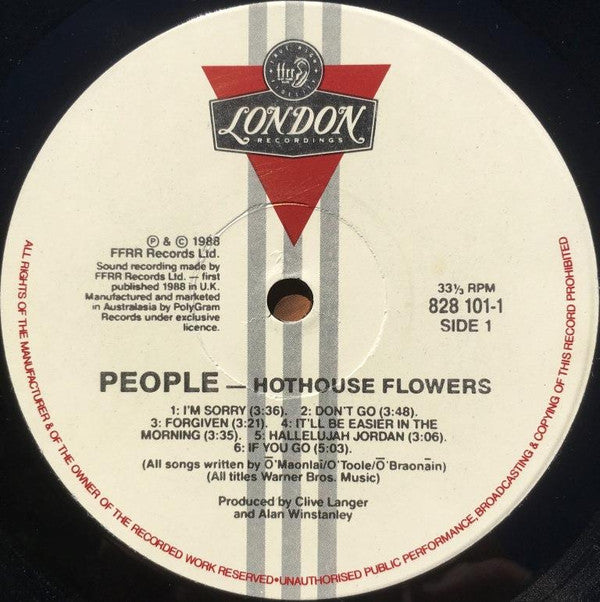 TRUE HIGH FIDELITY
ffrr
LONDON
RECORDINGS
Ⓟ & © 1988
FFRR Records Ltd.
Sound recording made by
FFRR Records Ltd. — first
published 1988 in U.K.
Manufactured and marketed
in Australasia by PolyGram
Records under exclusive
licence.
33⅓ RPM
828 101-1
SIDE 1
PEOPLE — HOTHOUSE FLOWERS
1: I'M SORRY (3:36). 2: DON'T GO (3:48).
3: FORGIVEN (3:21). 4: IT'LL BE EASIER IN THE
MORNING (3:35). 5: HALLELUJAH JORDAN (3:06).
6: IF YOU GO (5:03).
(All songs written by Ō'Maonlai/O'Toole/Ō'Braonāin)
(All titles Warner Bros. Music)
Produced by Clive Langer
and Alan Winstanley
ALL RIGHTS OF THE MANUFACTURER & OF THE OWNER OF THE RECORDED WORK RESERVED•UNAUTHORISED PUBLIC PERFORMANCE, BROADCASTING & COPYING OF THIS RECORD PROHIBITED